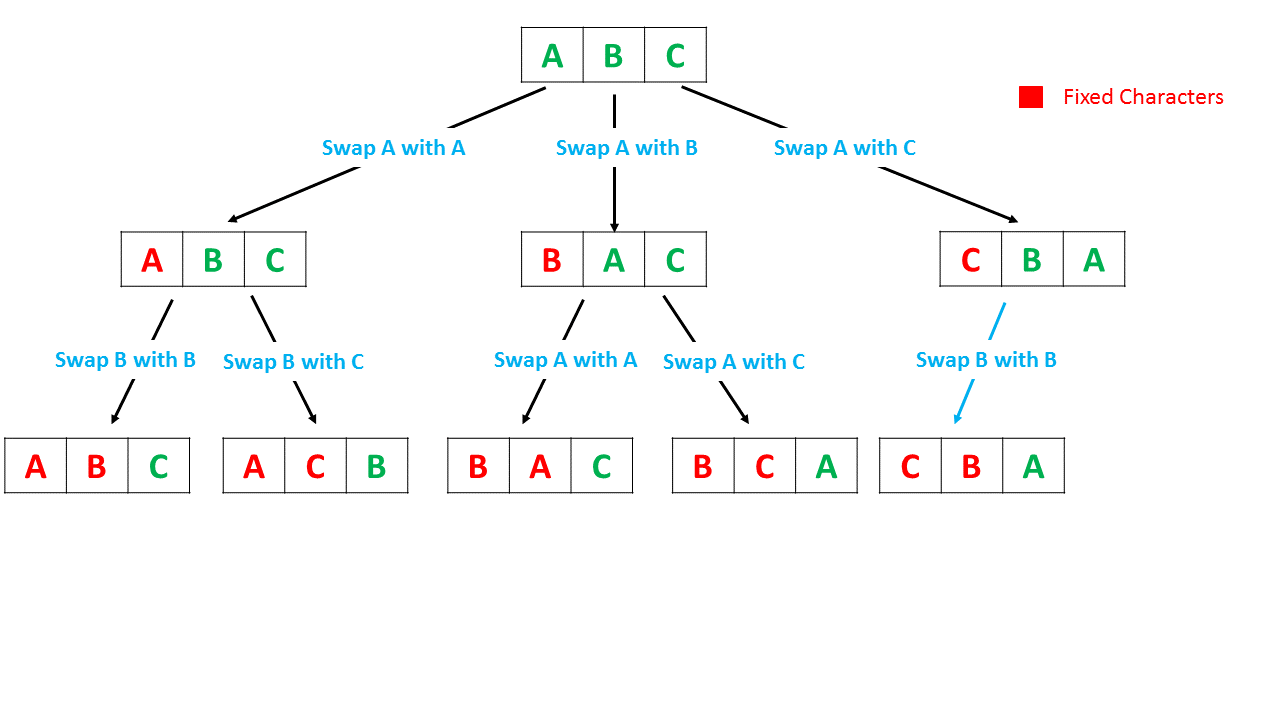 A B C
Fixed Characters
Swap A with A
Swap A with B
Swap A with C
A B C
B A C
C B A
Swap B with B
Swap B with C
Swap A with A
Swap A with C
Swap B with B
A B C
A C B
B A C
B C A
C B A